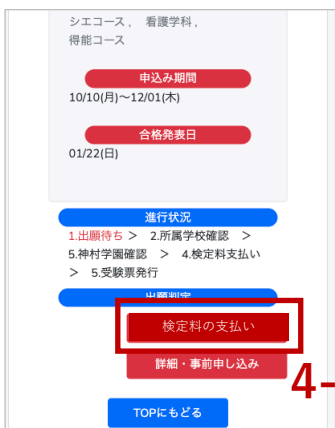 シエコース， 看護学科，
得能コース
申込み期間
10/10(月)～12/01(木)
合格発表日
01/22(日)
進行状況
1.出願待ち ＞ 2.所属学校確認 ＞
5.神村学園確認 ＞ 4.検定料支払い
＞ 5.受験票発行
出願判定
検定料の支払い
詳細・事前申し込み
4-
TOPにもどる